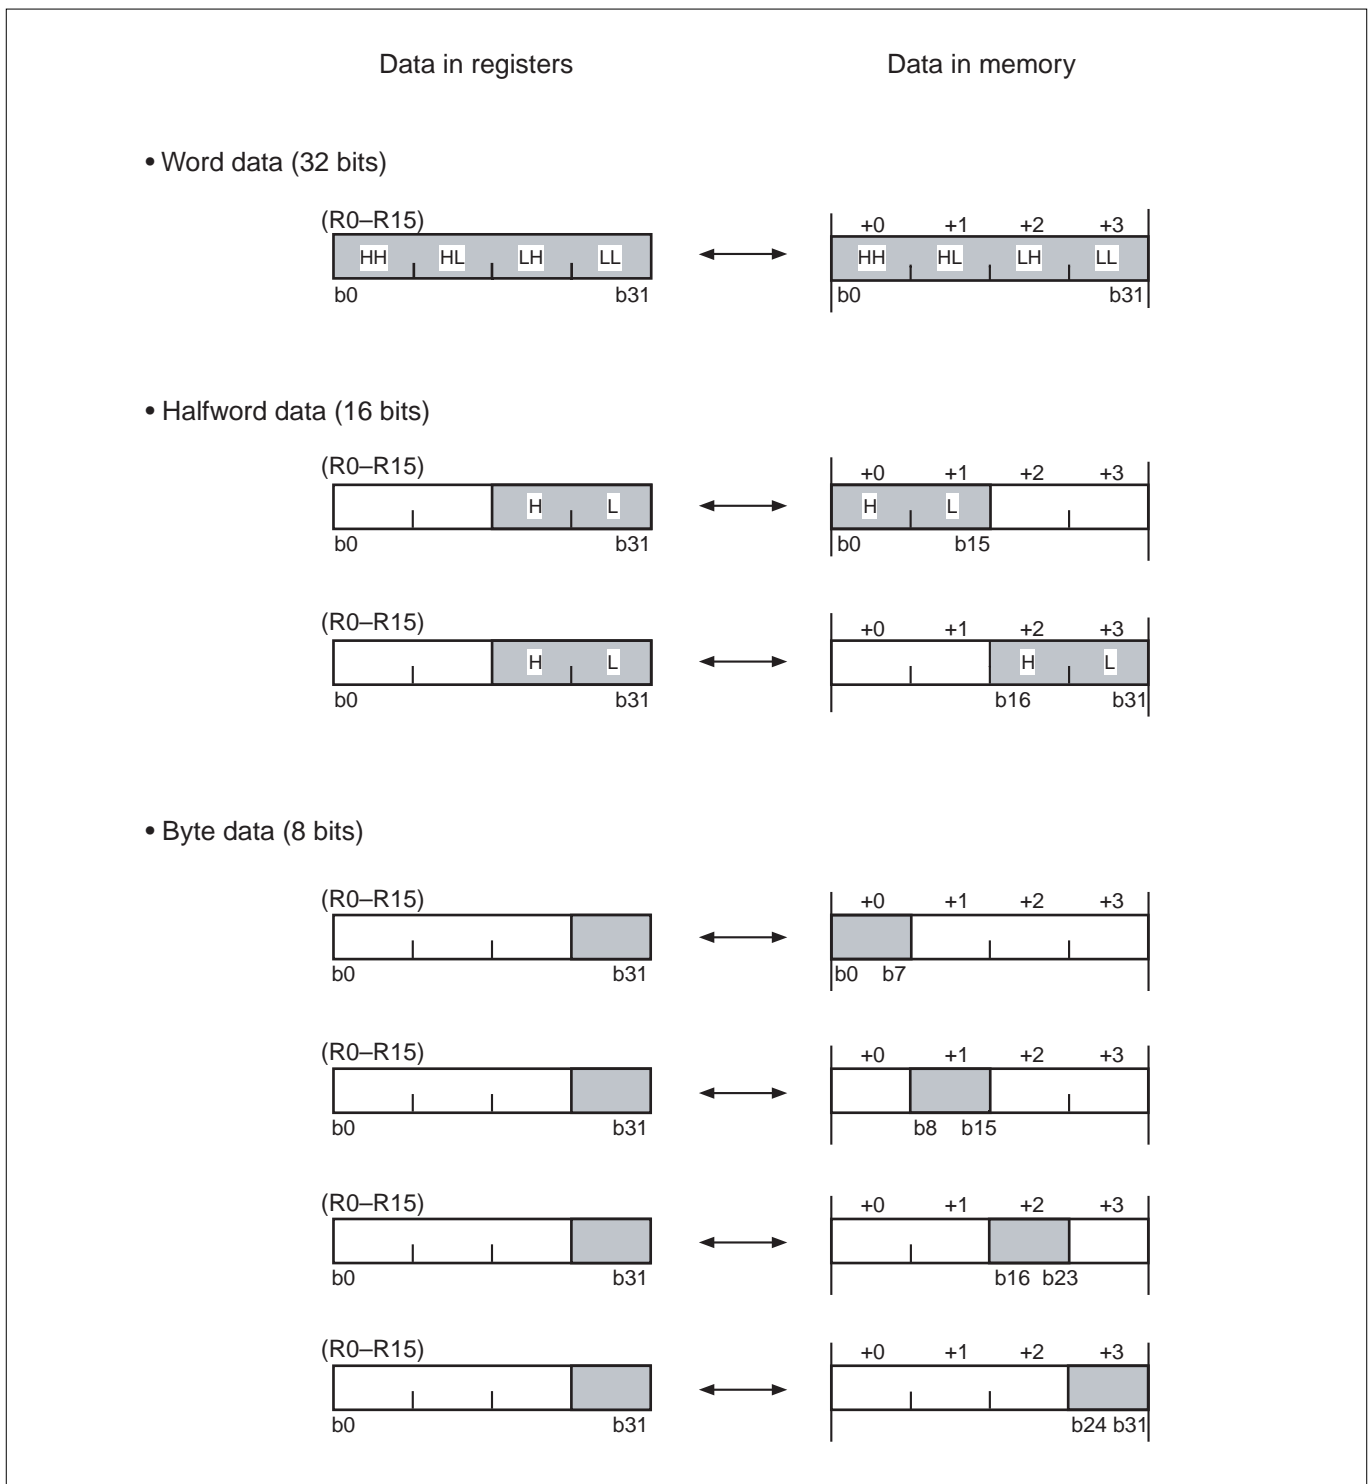 Data in registers Data in memory
• Word data (32 bits)
(R0–R15) +0 +1 +2 +3
HH HL LH LL HH HL LH LL
b0 b31 b0 b31
• Halfword data (16 bits)
(R0–R15) +0 +1 +2 +3
H L H L
b0 b31 b0 b15
(R0–R15) +0 +1 +2 +3
H L H L
b0 b31 b16 b31
• Byte data (8 bits)
(R0–R15) +0 +1 +2 +3
b0 b31 b0 b7
(R0–R15) +0 +1 +2 +3
b0 b31 b8 b15
(R0–R15) +0 +1 +2 +3
b0 b31 b16 b23
(R0–R15) +0 +1 +2 +3
b0 b31 b24 b31